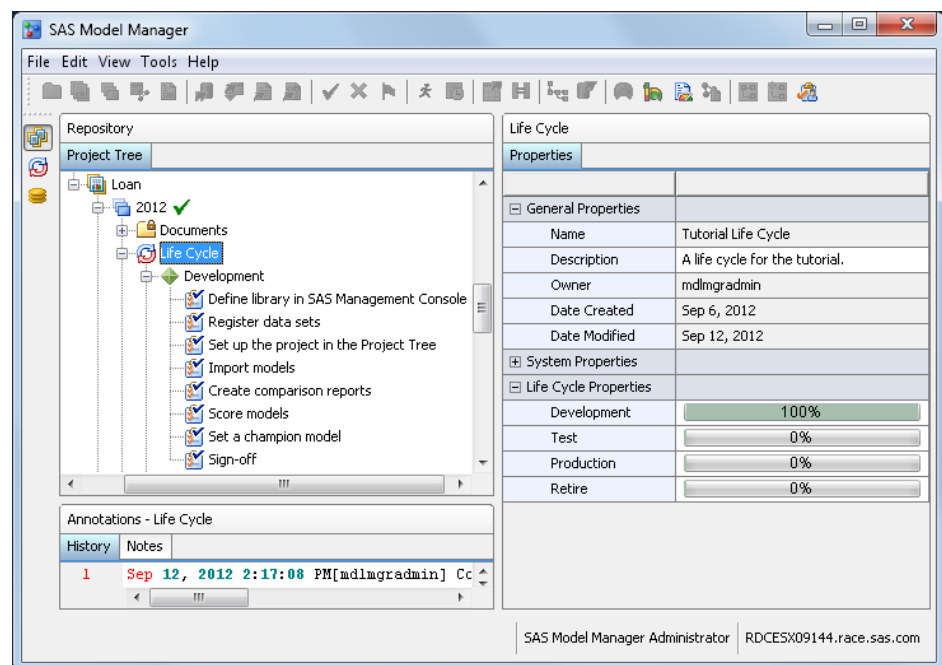 SAS Model Manager
File Edit View Tools Help
Repository
Project Tree
Loan
2012
Documents
Life Cycle
Development
Define library in SAS Management Console
Register data sets
Set up the project in the Project Tree
Import models
Create comparison reports
Score models
Set a champion model
Sign-off
Annotations - Life Cycle
History Notes
1 Sep 12, 2012 2:17:08 PM[mdlmgradmin] Co
Life Cycle
Properties
General Properties
Name Tutorial Life Cycle
Description A life cycle for the tutorial.
Owner mdlmgradmin
Date Created Sep 6, 2012
Date Modified Sep 12, 2012
System Properties
Life Cycle Properties
Development 100%
Test 0%
Production 0%
Retire 0%
SAS Model Manager Administrator RDCESX09144.race.sas.com